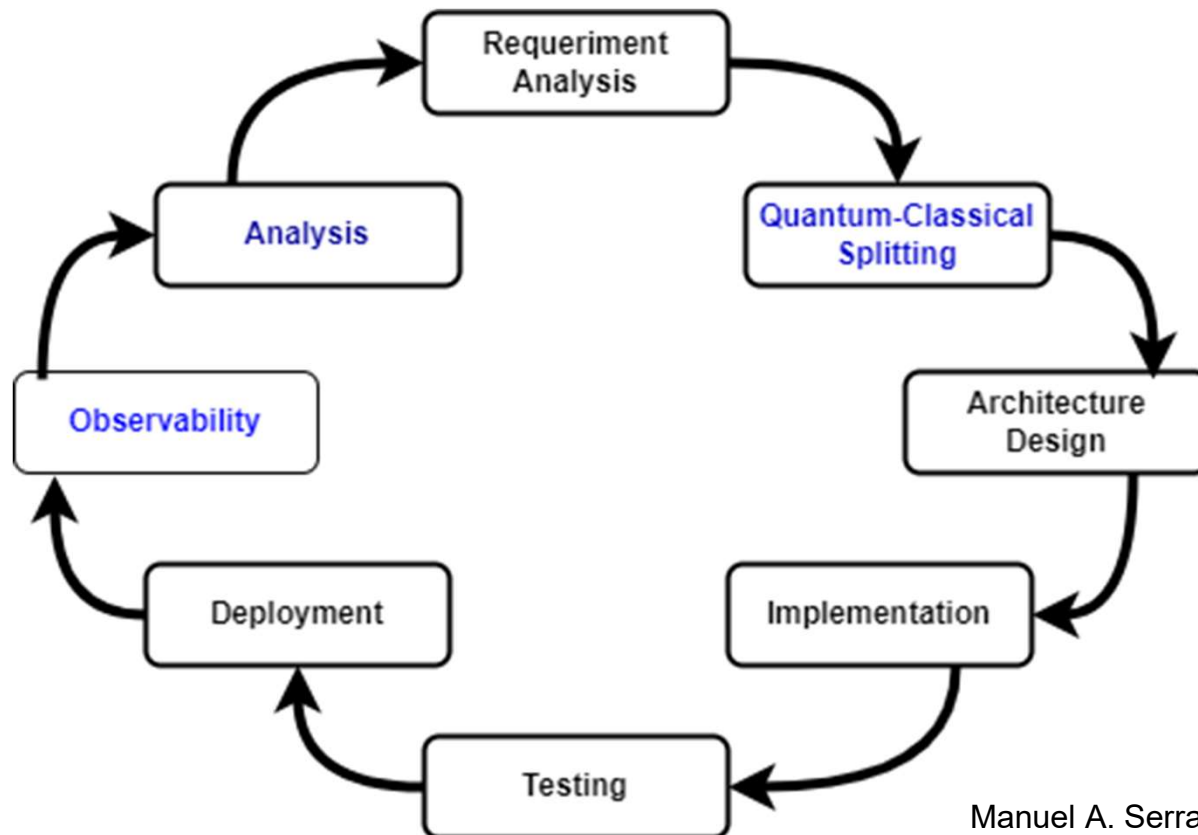 Requeriment
Analysis
Analysis
Quantum-Classical
Splitting
Observability
Architecture
Design
Deployment
Implementation
Testing
Manuel A. Serra